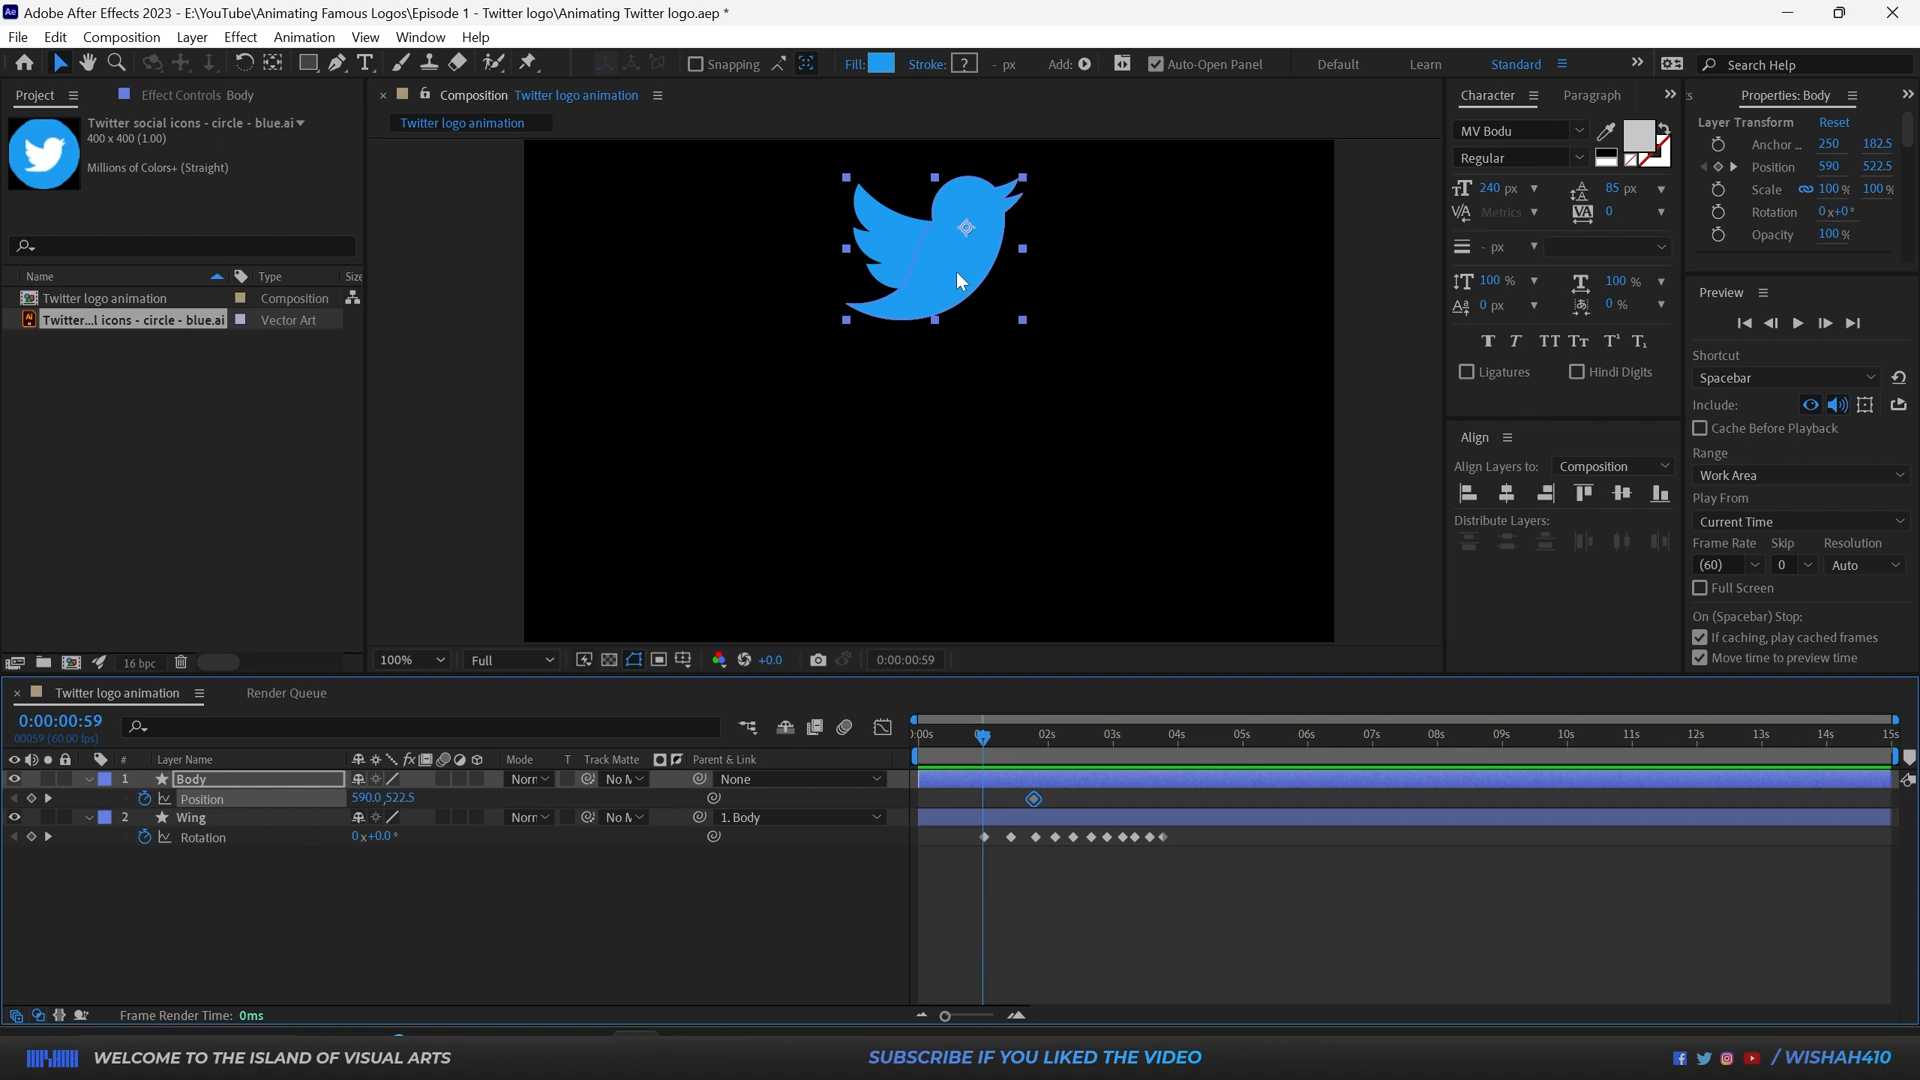 Adobe After Effects 2023 - E:\YouTube\Animating Famous Logos\Episode 1 - Twitter logo\Animating Twitter logo.aep *
File Edit Composition Layer Effect Animation View Window Help
Snapping Fill: Stroke: ? - px Add: Auto-Open Panel Default Learn Standard Search Help
Project Effect Controls Body
Twitter social icons - circle - blue.ai
400 x 400 (1.00)
Millions of Colors+ (Straight)
Name Type Size
Twitter logo animation Composition
Twitter...l icons - circle - blue.ai Vector Art
16 bpc
Composition Twitter logo animation
Twitter logo animation
100% Full +0.0 0:00:00:59
Character Paragraph
MV Bodu
Regular
240 px 85 px
Metrics 0
- px
100 % 100 %
0 px 0 %
Ligatures Hindi Digits
Align
Align Layers to: Composition
Distribute Layers:
Properties: Body
Layer Transform Reset
Anchor ... 250 182.5
Position 590 522.5
Scale 100 % 100 %
Rotation 0x+0°
Opacity 100 %
Preview
Shortcut
Spacebar
Include:
Cache Before Playback
Range
Work Area
Play From
Current Time
Frame Rate Skip Resolution
(60) 0 Auto
Full Screen
On (Spacebar) Stop:
If caching, play cached frames
Move time to preview time
Twitter logo animation Render Queue
0:00:00:59
00059 (60.00 fps)
# Layer Name Mode T Track Matte Parent & Link
1 Body Norr No M None
Position 590.0,522.5
2 Wing Norr No M 1. Body
Rotation 0x+0.0°
:00s 02s 03s 04s 05s 06s 07s 08s 09s 10s 11s 12s 13s 14s 15s
Frame Render Time: 0ms
WELCOME TO THE ISLAND OF VISUAL ARTS SUBSCRIBE IF YOU LIKED THE VIDEO /WISHAH410